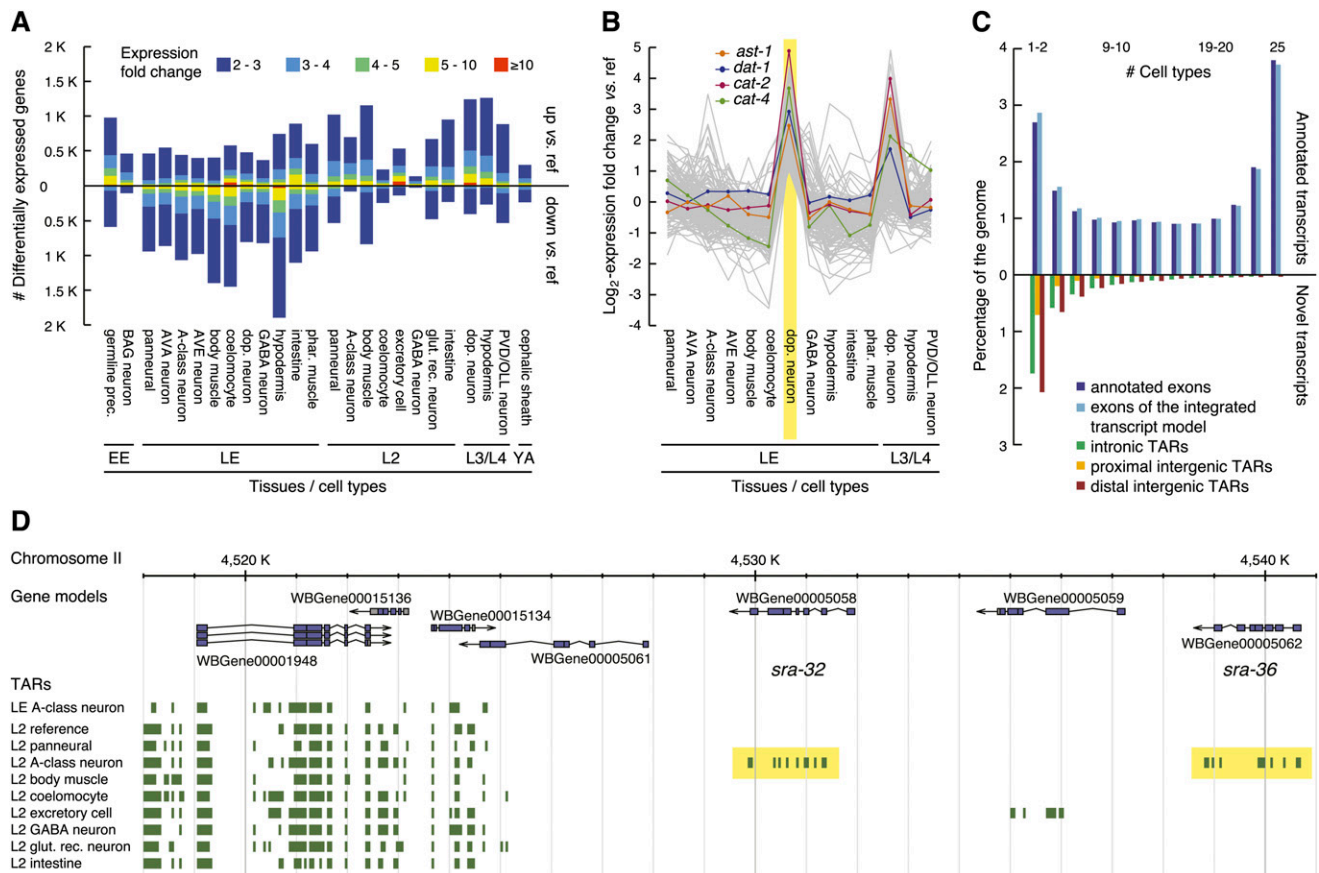 A
2 K
1.5 K
1 K
0.5 K
0
0.5 K
1 K
1.5 K
2 K
# Differentially expressed genes
Expression
fold change
2 - 3
3 - 4
4 - 5
5 - 10
≥10
up vs. ref
down vs. ref
germline prec.
BAG neuron
panneural
AVA neuron
A-class neuron
AVE neuron
body muscle
coelomocyte
dop. neuron
GABA neuron
hypodermis
intestine
phar. muscle
panneural
A-class neuron
body muscle
coelomocyte
excretory cell
GABA neuron
glut. rec. neuron
intestine
dop. neuron
hypodermis
PVD/OLL neuron
cephalic sheath
EE
LE
L2
L3/L4
YA
Tissues / cell types
B
5
4
3
2
1
0
-1
-2
-3
-4
Log2-expression fold change vs. ref
ast-1
dat-1
cat-2
cat-4
panneural
AVA neuron
A-class neuron
AVE neuron
body muscle
coelomocyte
dop. neuron
GABA neuron
hypodermis
intestine
phar. muscle
dop. neuron
hypodermis
PVD/OLL neuron
LE
L3/L4
Tissues / cell types
C
1-2
9-10
19-20
25
# Cell types
4
3
2
1
0
1
2
3
Percentage of the genome
Annotated transcripts
Novel transcripts
annotated exons
exons of the integrated
transcript model
intronic TARs
proximal intergenic TARs
distal intergenic TARs
D
Chromosome II
4,520 K
4,530 K
4,540 K
Gene models
WBGene00015136
WBGene00015134
WBGene00005058
WBGene00005059
WBGene00001948
WBGene00005061
WBGene00005062
sra-32
sra-36
TARs
LE A-class neuron
L2 reference
L2 panneural
L2 A-class neuron
L2 body muscle
L2 coelomocyte
L2 excretory cell
L2 GABA neuron
L2 glut. rec. neuron
L2 intestine